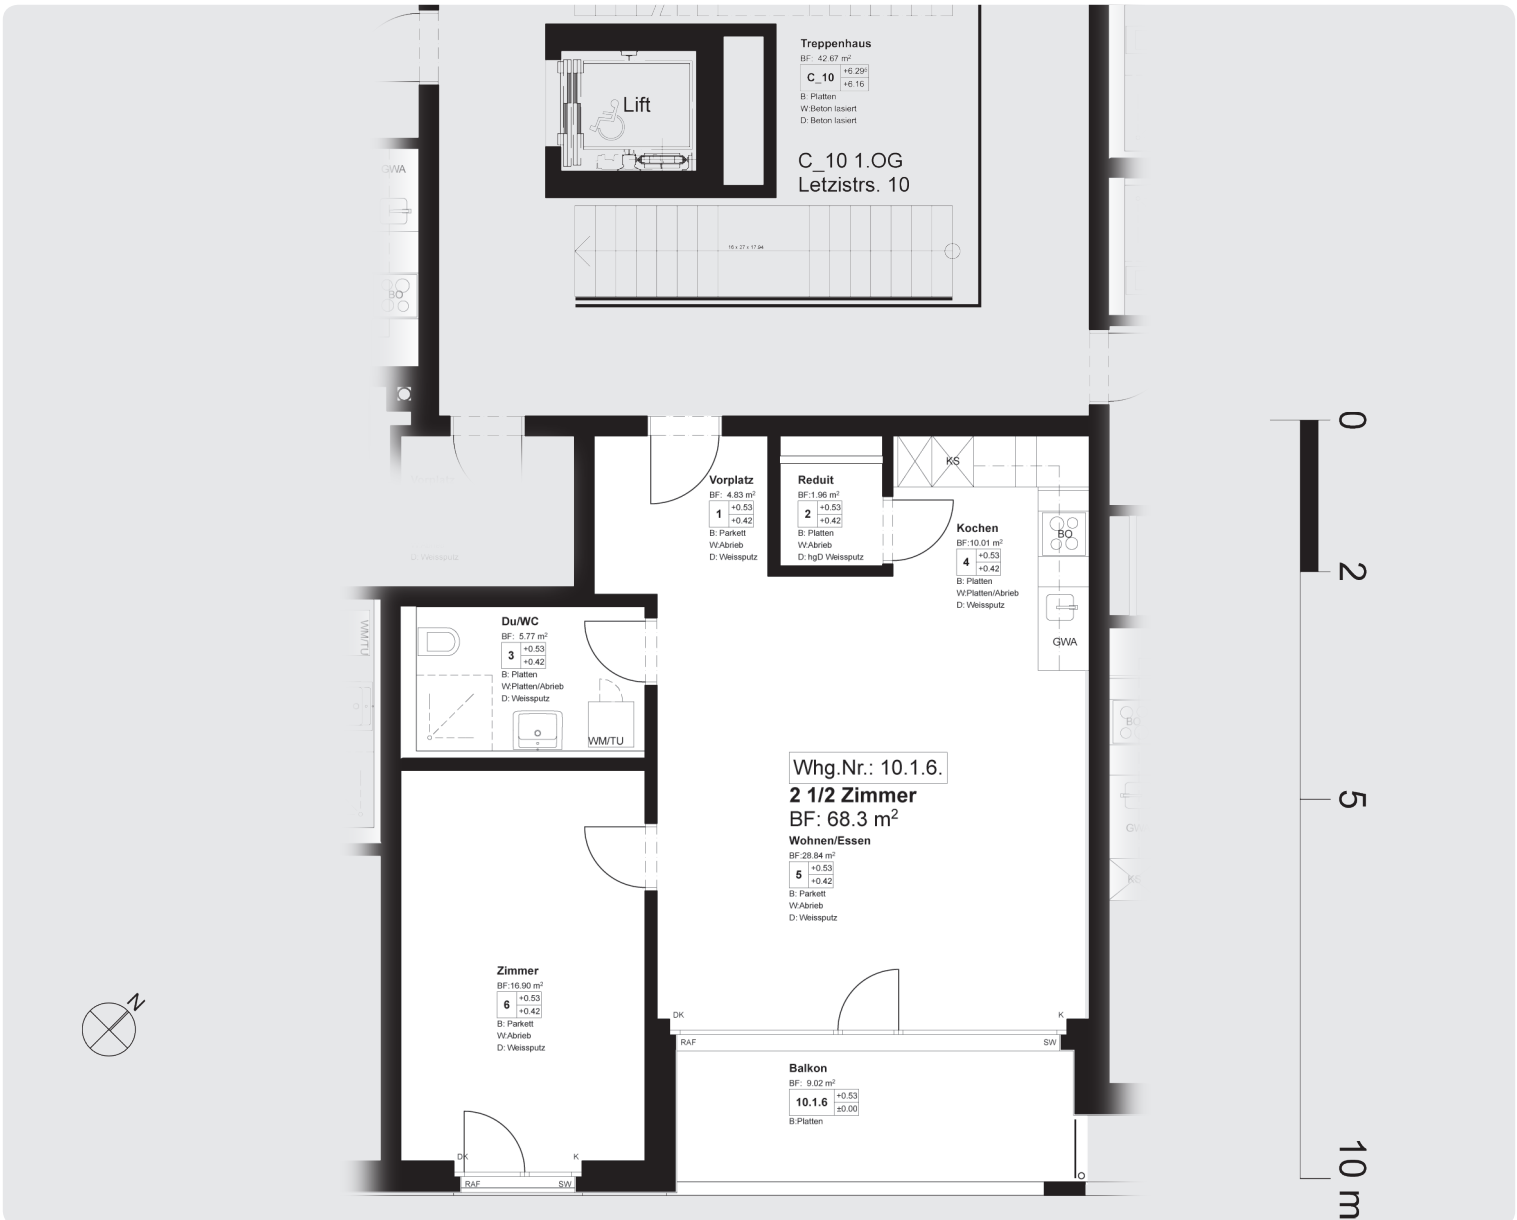 Treppenhaus
BF: 42.67 m²
C_10
+6.29⁵
+6.16
B: Platten
W:Beton lasiert
D: Beton lasiert
Lift
C_10 1.OG
Letzistrs. 10
GWA
16 x 27 x 17.94
BO
0
KS
Vorplatz
BF: 4.83 m²
1
+0.53
+0.42
B: Parkett
W:Abrieb
D: Weissputz
Reduit
BF:1.96 m²
2
+0.53
+0.42
B: Platten
W:Abrieb
D: hgD Weissputz
Kochen
BF:10.01 m²
4
+0.53
+0.42
B: Platten
W:Platten/Abrieb
D: Weissputz
BO
D: Weissputz
2
WM/TU
Du/WC
BF: 5.77 m²
3
+0.53
+0.42
B: Platten
W:Platten/Abrieb
D: Weissputz
GWA
WM/TU
BO
Whg.Nr.: 10.1.6.
2 1/2 Zimmer
BF: 68.3 m²
Wohnen/Essen
BF:28.84 m²
5
+0.53
+0.42
B: Parkett
W:Abrieb
D: Weissputz
5
GW
KS
Zimmer
BF:16.90 m²
6
+0.53
+0.42
B: Parkett
W:Abrieb
D: Weissputz
N
DK
K
RAF
SW
Balkon
BF: 9.02 m²
10.1.6
+0.53
±0.00
B:Platten
DK
K
RAF
SW
10 m